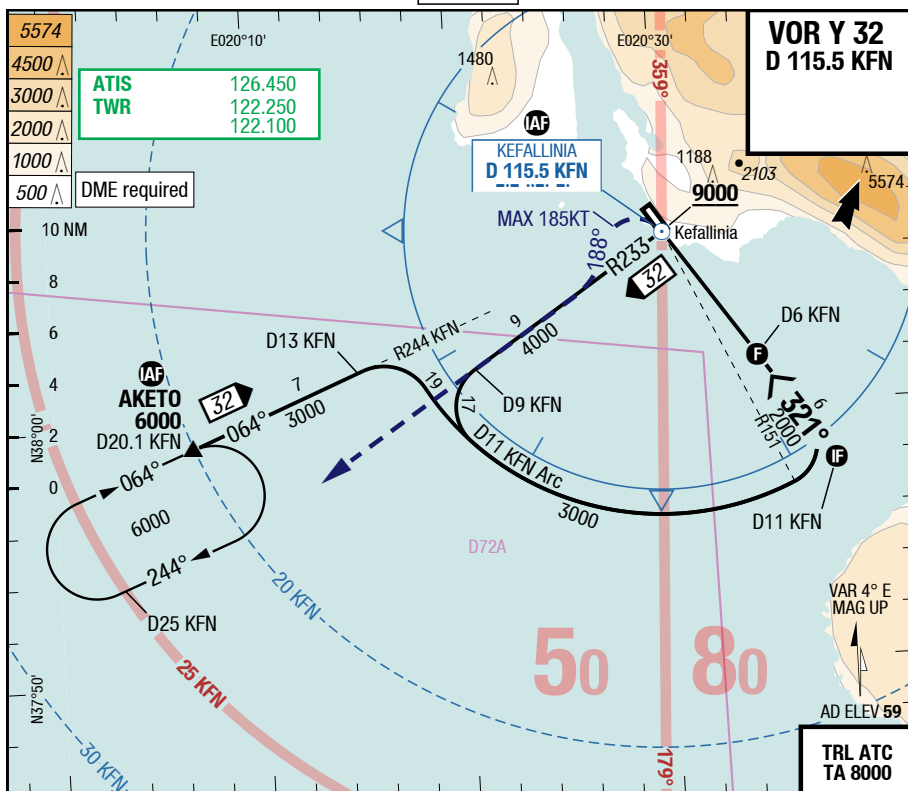 5574
4500
3000
2000
1000
500
E020°10'
ATIS 126.450
TWR 122.250
122.100
DME required
1480
E020°30'
359°
VOR Y 32
D 115.5 KFN
IAF
KEFALLINIA
D 115.5 KFN
1188
2103
5574
9000
Kefallinia
MAX 185KT
188°
R233
32
10 NM
8
6
4
2
0
N38°00'
D13 KFN
R244 KFN
9
4000
D6 KFN
F
IAF
AKETO
6000
D20.1 KFN
32
064°
7
3000
19
17
D9 KFN
D11 KFN Arc
3000
321°
6
2000
R151
IF
D11 KFN
064°
6000
244°
D25 KFN
D72A
20 KFN
25 KFN
30 KFN
N37°50'
50
80
179°
VAR 4° E
MAG UP
AD ELEV 59
TRL ATC
TA 8000